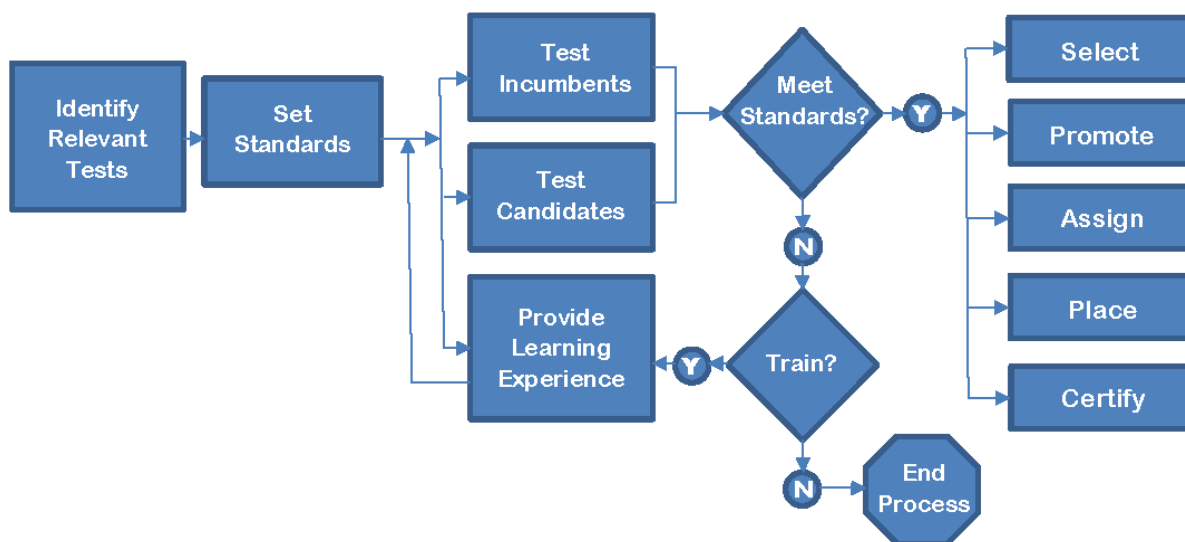 Identify
Relevant
Tests
Set
Standards
Test
Incumbents
Test
Candidates
Provide
Learning
Experience
Meet
Standards?
Y
N
Train?
Y
N
End
Process
Select
Promote
Assign
Place
Certify